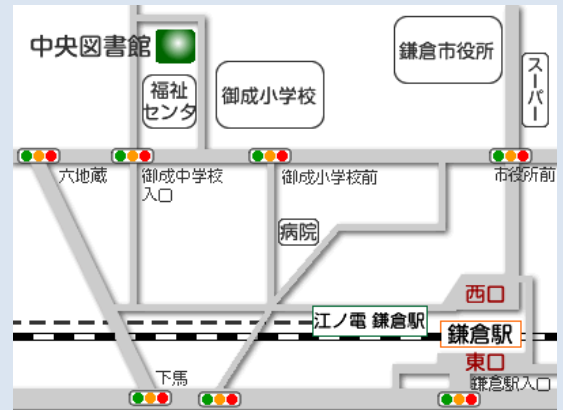 中央図書館
鎌倉市役所
スーパー
福祉
センタ
御成小学校
六地蔵
御成中学校
入口
御成小学校前
市役所前
病院
西口
江ノ電 鎌倉駅
鎌倉駅
東口
鎌倉駅入口
下馬